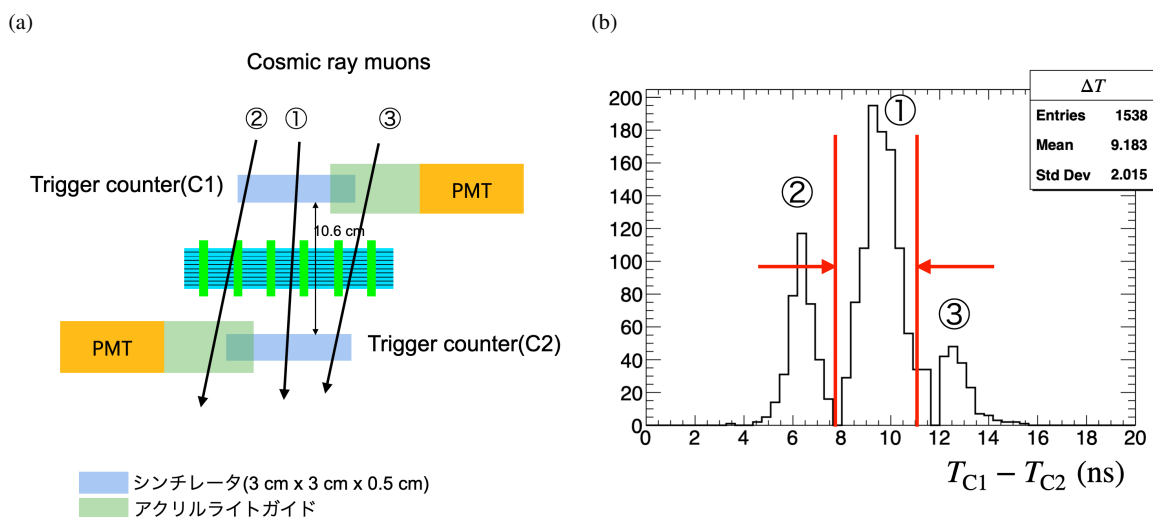 (a)
Cosmic ray muons
② ① ③
Trigger counter(C1)
PMT
10.6 cm
PMT
Trigger counter(C2)
シンチレータ(3 cm x 3 cm x 0.5 cm)
アクリルライトガイド
(b)
ΔT
Entries 1538
Mean 9.183
Std Dev 2.015
200
180
160
140
120
100
80
60
40
20
0
①
②
③
0 2 4 6 8 10 12 14 16 18 20
T_C1 − T_C2 (ns)